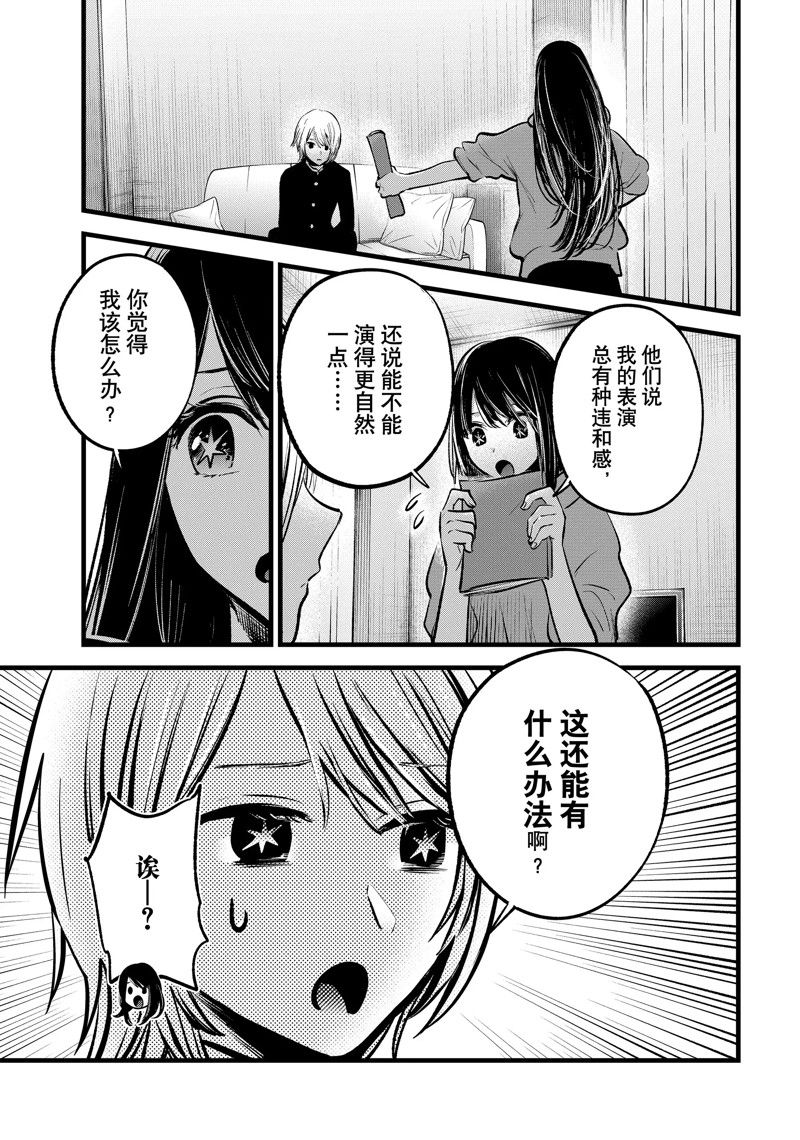 他们说
我的表演
总有种违和感，
还说能不能
演得更自然
一点……
你觉得
我该怎么办？
这还能有
什么办法啊？
诶—？